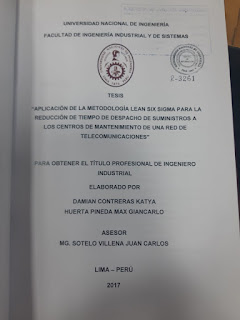 UNIVERSIDAD NACIONAL DE INGENIERÍA
FACULTAD DE INGENIERÍA INDUSTRIAL Y DE SISTEMAS
TESIS
"APLICACIÓN DE LA METODOLOGÍA LEAN SIX SIGMA PARA LA
REDUCCIÓN DE TIEMPO DE DESPACHO DE SUMINISTROS A
LOS CENTROS DE MANTENIMIENTO DE UNA RED DE
TELECOMUNICACIONES"
PARA OBTENER EL TÍTULO PROFESIONAL DE INGENIERO
INDUSTRIAL
ELABORADO POR
DAMIAN CONTRERAS KATYA
HUERTA PINEDA MAX GIANCARLO
ASESOR
MG. SOTELO VILLENA JUAN CARLOS
LIMA – PERÚ
2017